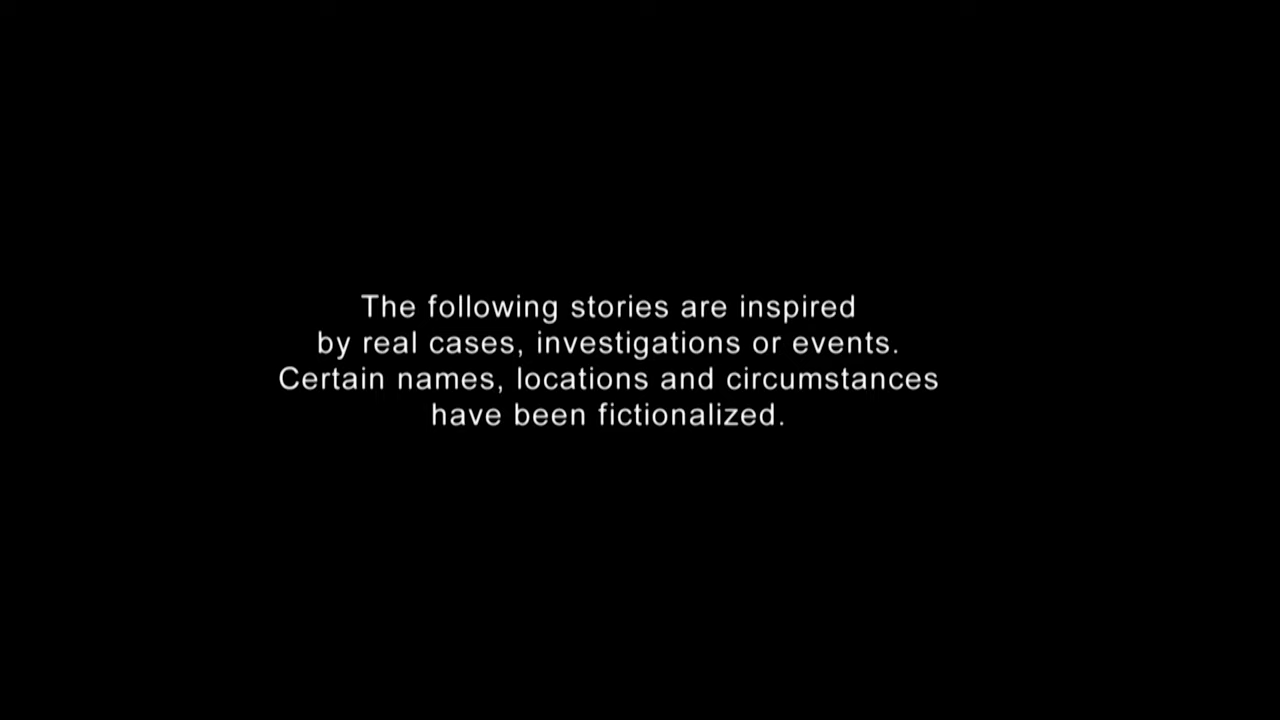 The following stories are inspired
by real cases, investigations or events.
Certain names, locations and circumstances
have been fictionalized.